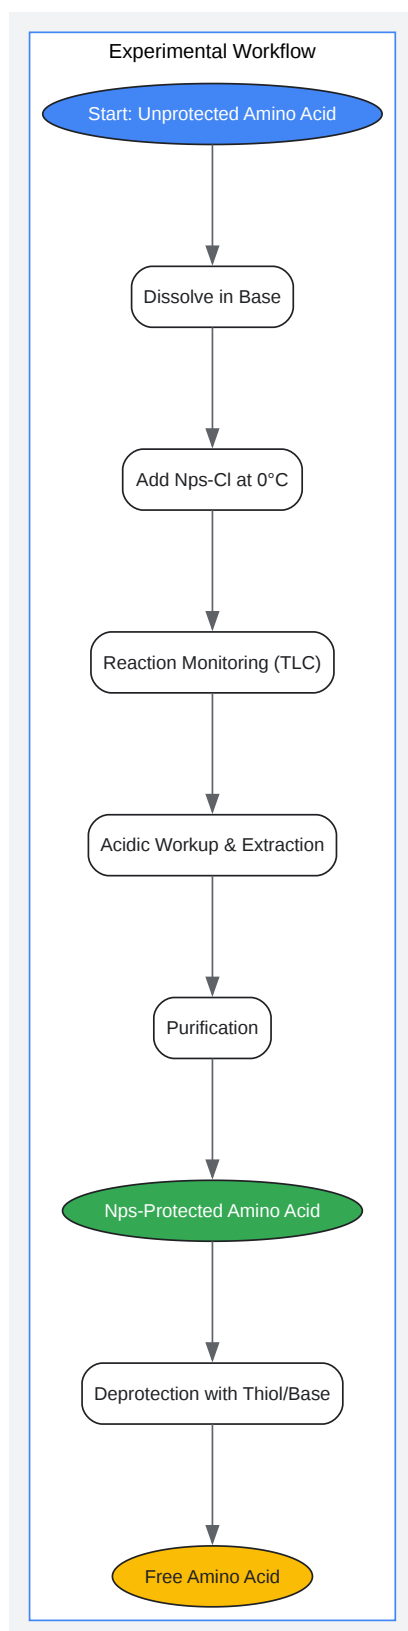 Experimental Workflow
Start: Unprotected Amino Acid
Dissolve in Base
Add Nps-Cl at 0°C
Reaction Monitoring (TLC)
Acidic Workup & Extraction
Purification
Nps-Protected Amino Acid
Deprotection with Thiol/Base
Free Amino Acid